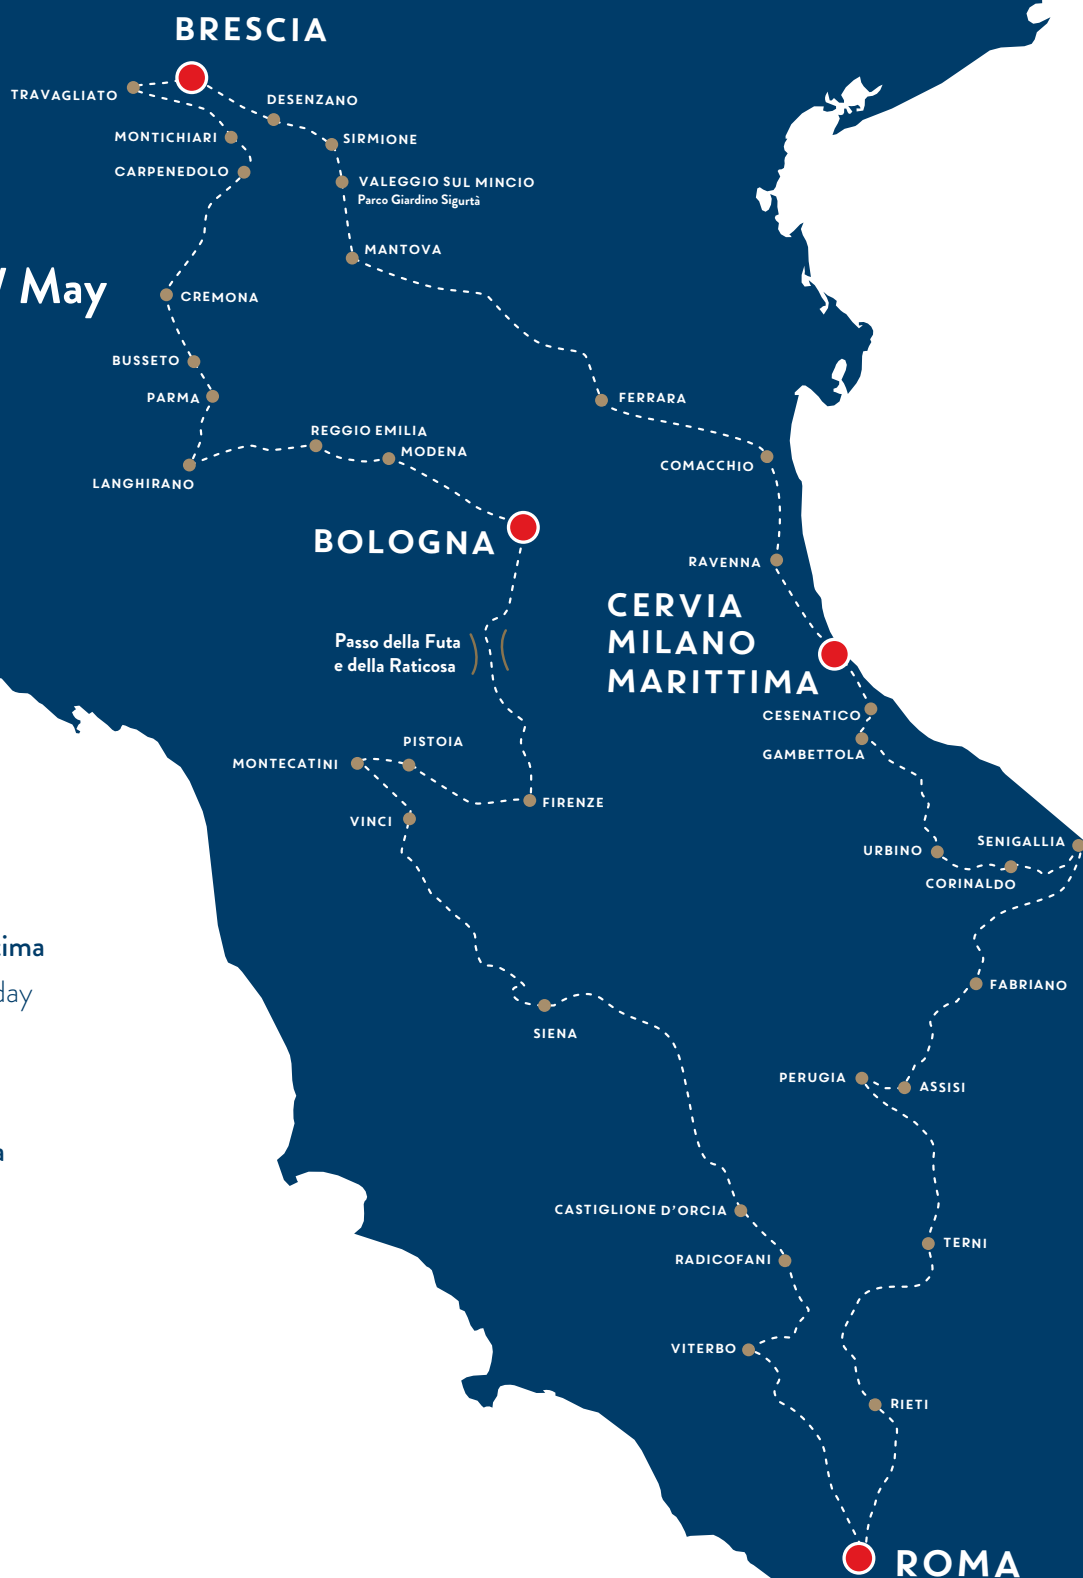 BRESCIA
TRAVAGLIATO
DESENZANO
MONTICHIARI
SIRMIONE
CARPENEDOLO
VALEGGIO SUL MINCIO
Parco Giardino Sigurtà
MANTOVA
May
CREMONA
BUSSETO
PARMA
FERRARA
REGGIO EMILIA
MODENA
COMACCHIO
LANGHIRANO
BOLOGNA
RAVENNA
CERVIA
MILANO
MARITTIMA
Passo della Futa
e della Raticosa
CESENATICO
GAMBETTOLA
PISTOIA
MONTECATINI
FIRENZE
VINCI
URBINO
SENIGALLIA
CORINALDO
tima
day
FABRIANO
SIENA
PERUGIA
ASSISI
a
CASTIGLIONE D'ORCIA
TERNI
RADICOFANI
VITERBO
RIETI
ROMA